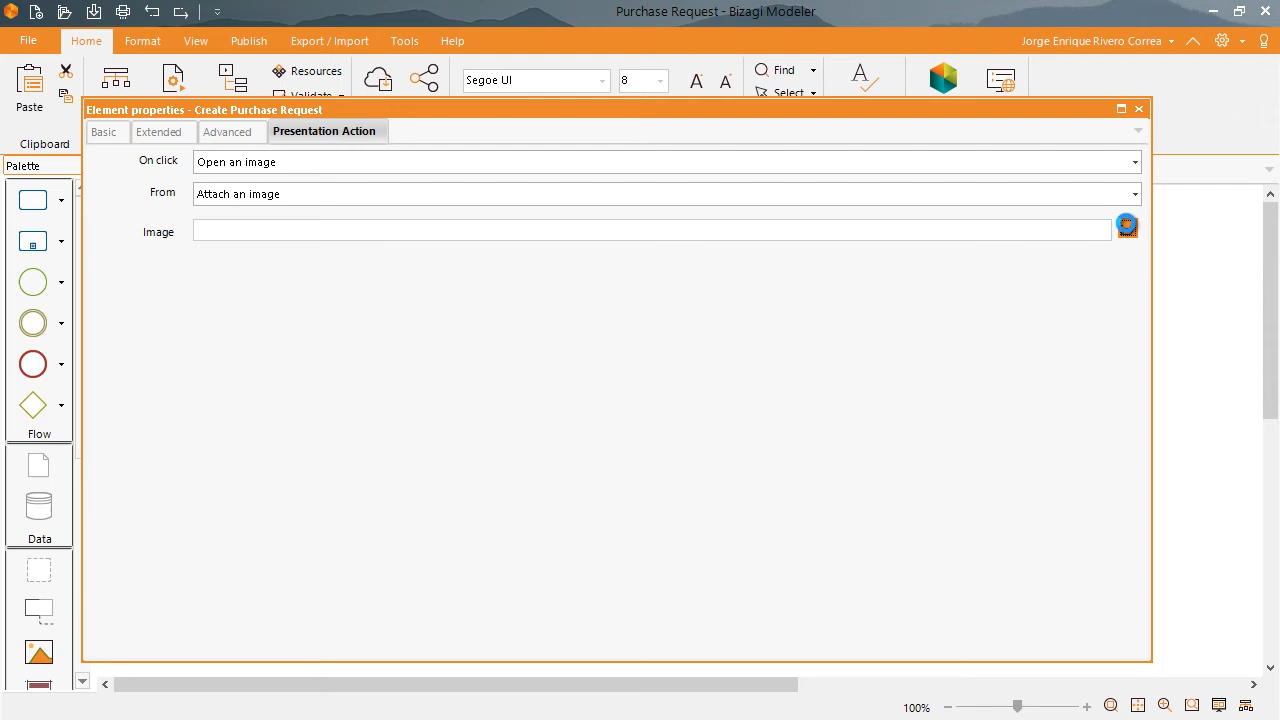 Purchase Request - Bizagi Modeler
File
Home
Format
View
Publish
Export / Import
Tools
Help
Jorge Enrique Rivero Correa
Paste
Clipboard
Resources
Validate
Segoe UI
8
Find
Select
Element properties - Create Purchase Request
Basic
Extended
Advanced
Presentation Action
On click
Open an image
From
Attach an image
Image
Palette
Flow
Data
100%